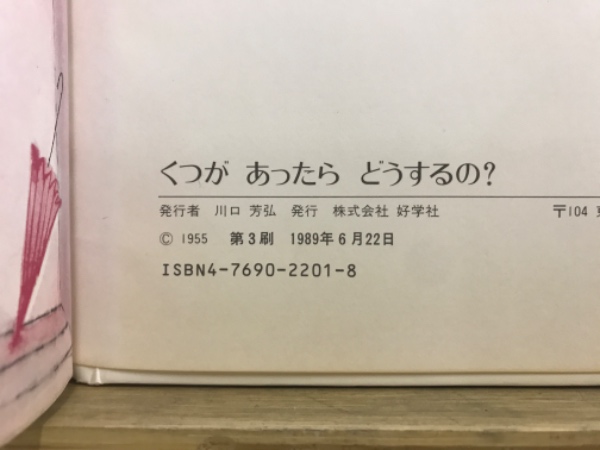 くつが あったら どうするの?
発行者 川口 芳弘 発行 株式会社 好学社 〒104
© 1955 第3刷 1989年6月22日
ISBN4-7690-2201-8